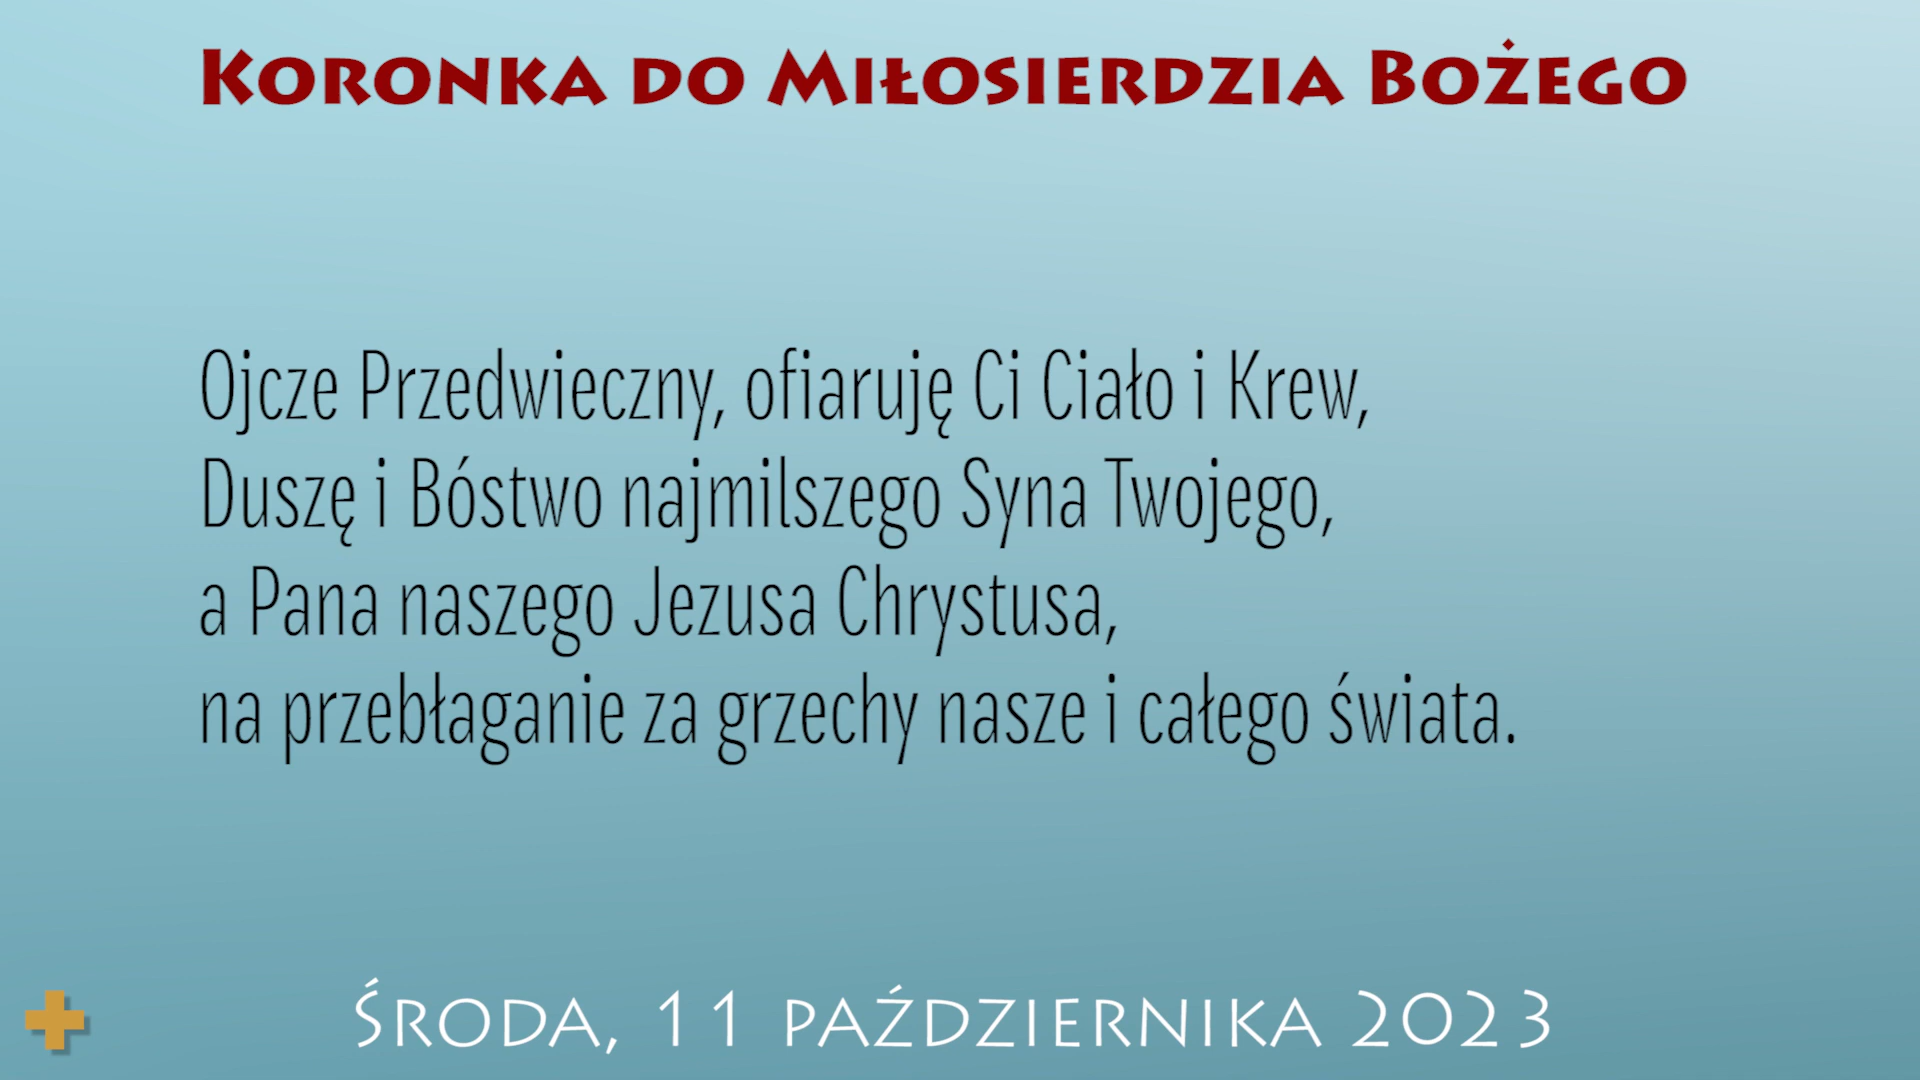 Koronka do Miłosierdzia Bożego
Ojcze Przedwieczny, ofiaruję Ci Ciało i Krew,
Duszę i Bóstwo najmilszego Syna Twojego,
a Pana naszego Jezusa Chrystusa,
na przebłaganie za grzechy nasze i całego świata.
Środa, 11 października 2023